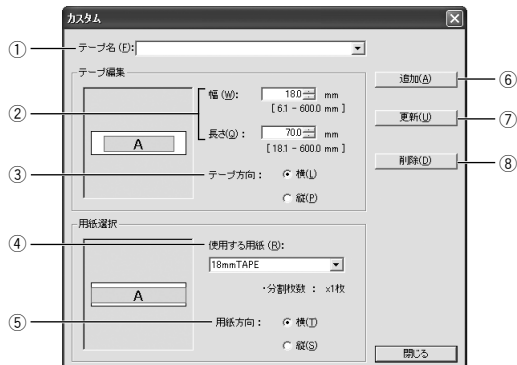 カスタム
① テープ名(F):
テープ編集
② 幅(W): 18.0 mm
[ 6.1 - 600.0 mm ]
A
長さ(O): 70.0 mm
[ 18.1 - 600.0 mm ]
③ テープ方向: 横(L)
縦(P)
用紙選択
④ 使用する用紙(R):
18mmTAPE
・分割枚数 : x1枚
A
⑤ 用紙方向: 横(T)
縦(S)
追加(A) ⑥
更新(U) ⑦
削除(D) ⑧
閉じる